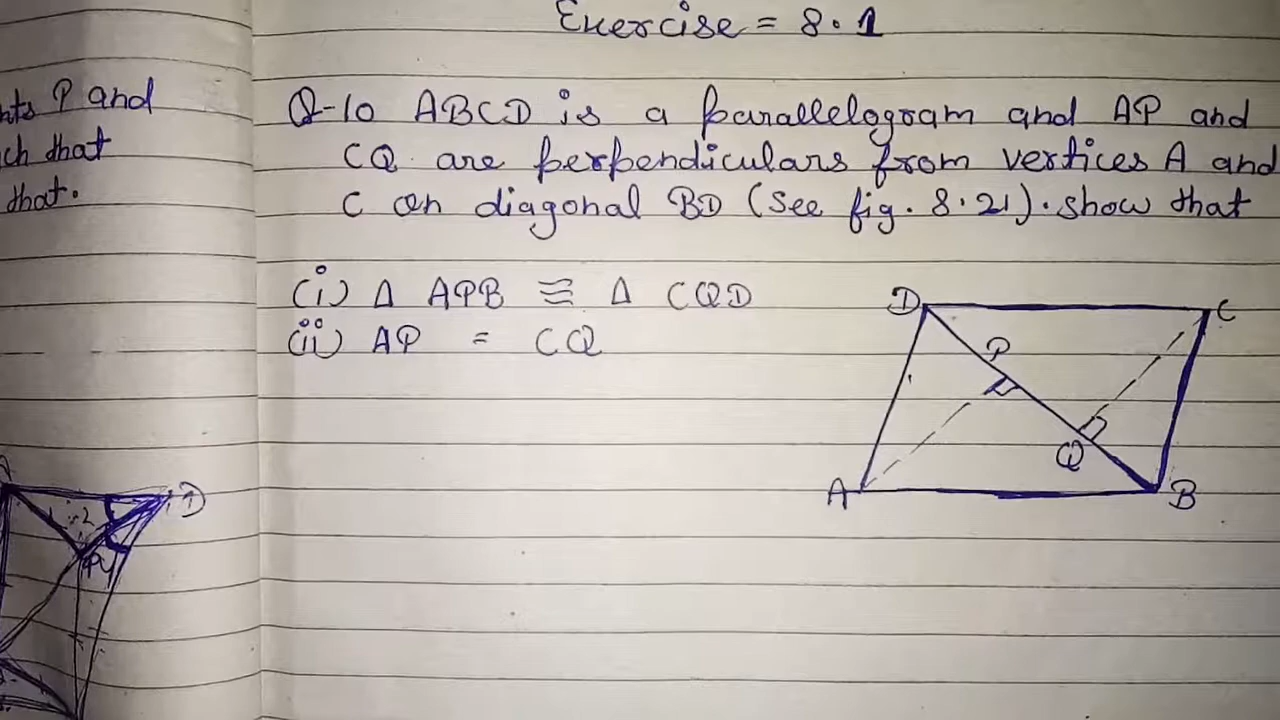 Exercise = 8.1
nts P and
ch that
that.
Q-10 ABCD is a parallelogram and AP and
CQ are perpendiculars from vertices A and
C on diagonal BD (See fig. 8.21). show that
(i) Δ APB ≅ Δ CQD
(ii) AP = CQ
D C
P
Q
A B
D
2